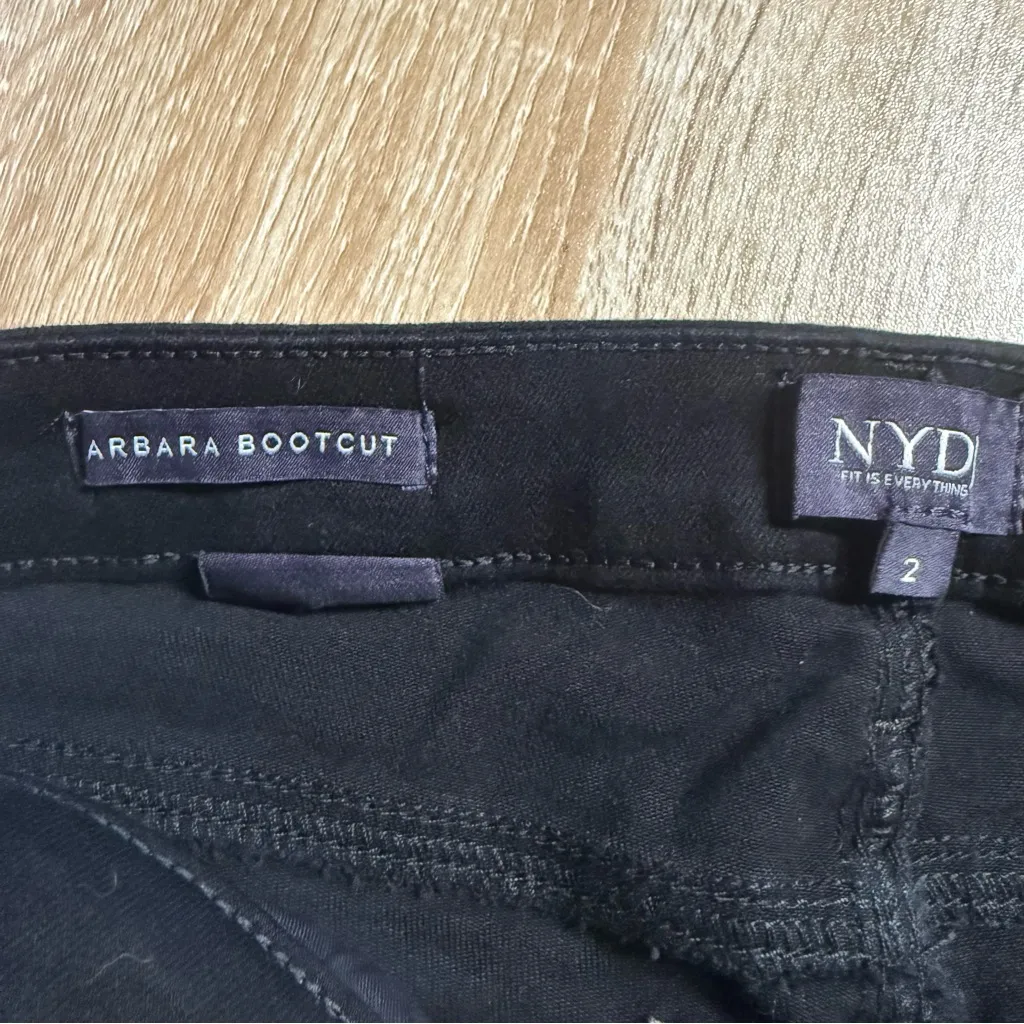 ARBARA BOOTCUT
NYD
FIT IS EVERYTHING
2